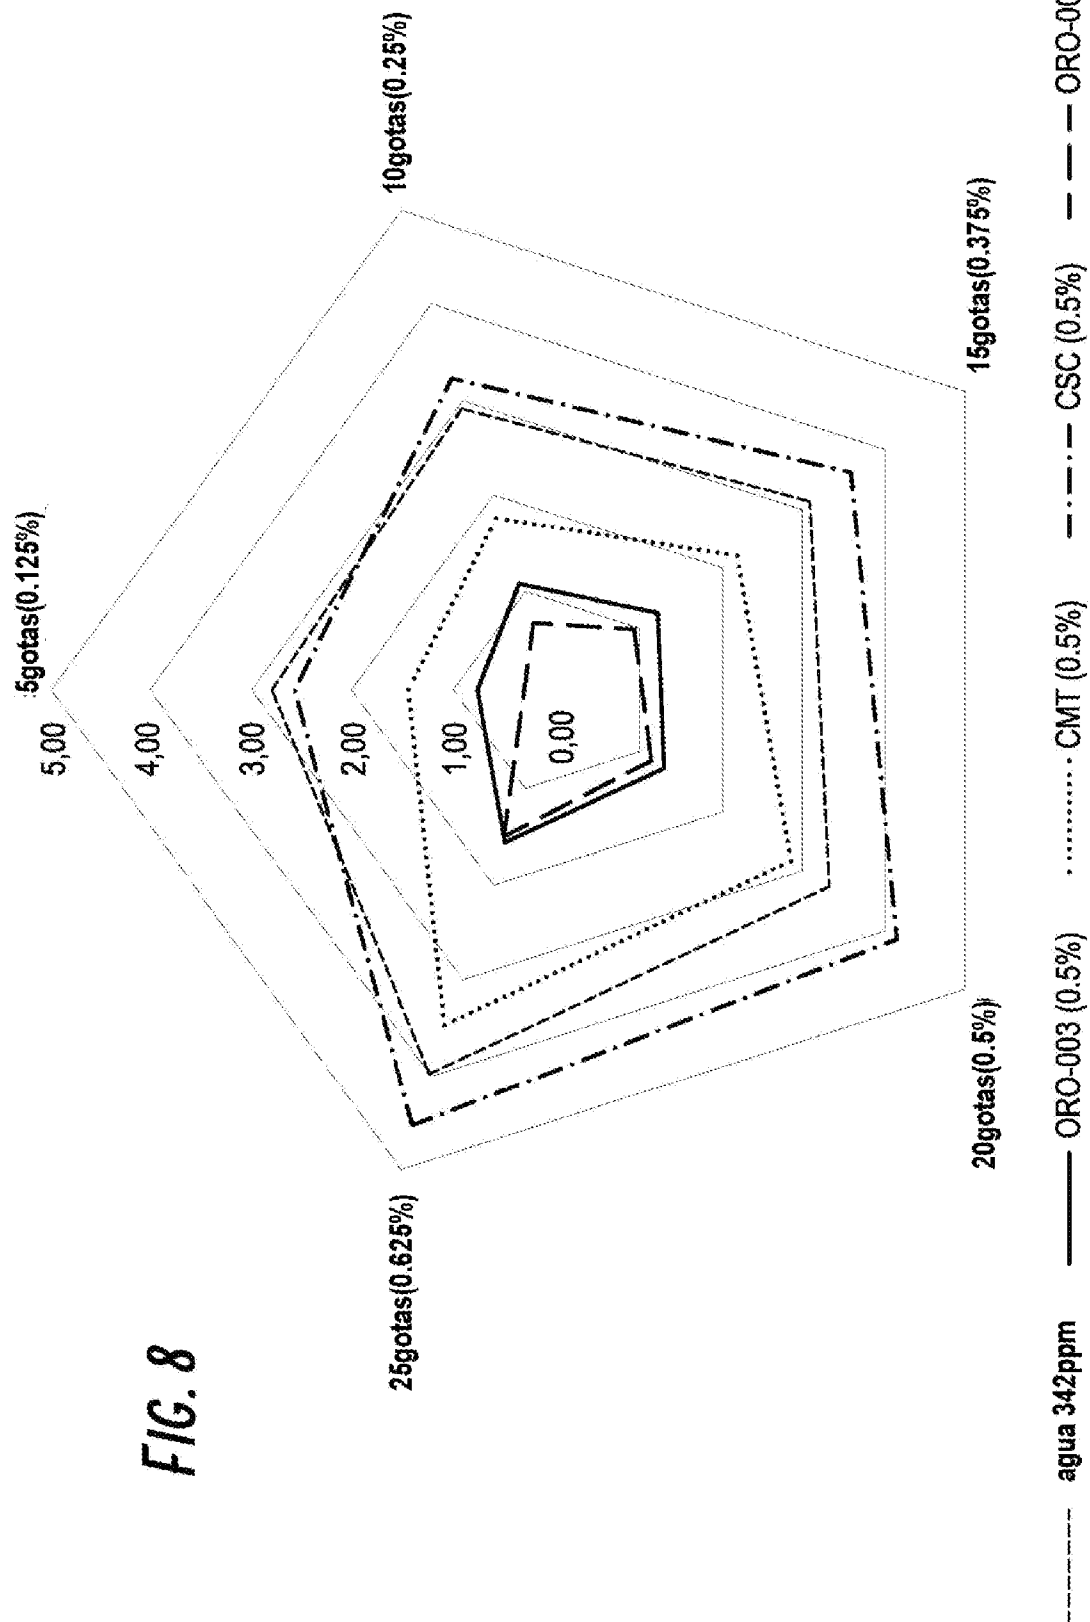 FIG. 8
5gotas(0.125%)
5,00
4,00
3,00
2,00
1,00
0,00
10gotas(0.25%)
15gotas(0.375%)
20gotas(0.5%)
25gotas(0.625%)
agua 342ppm
ORO-003 (0.5%)
CMT (0.5%)
CSC (0.5%)